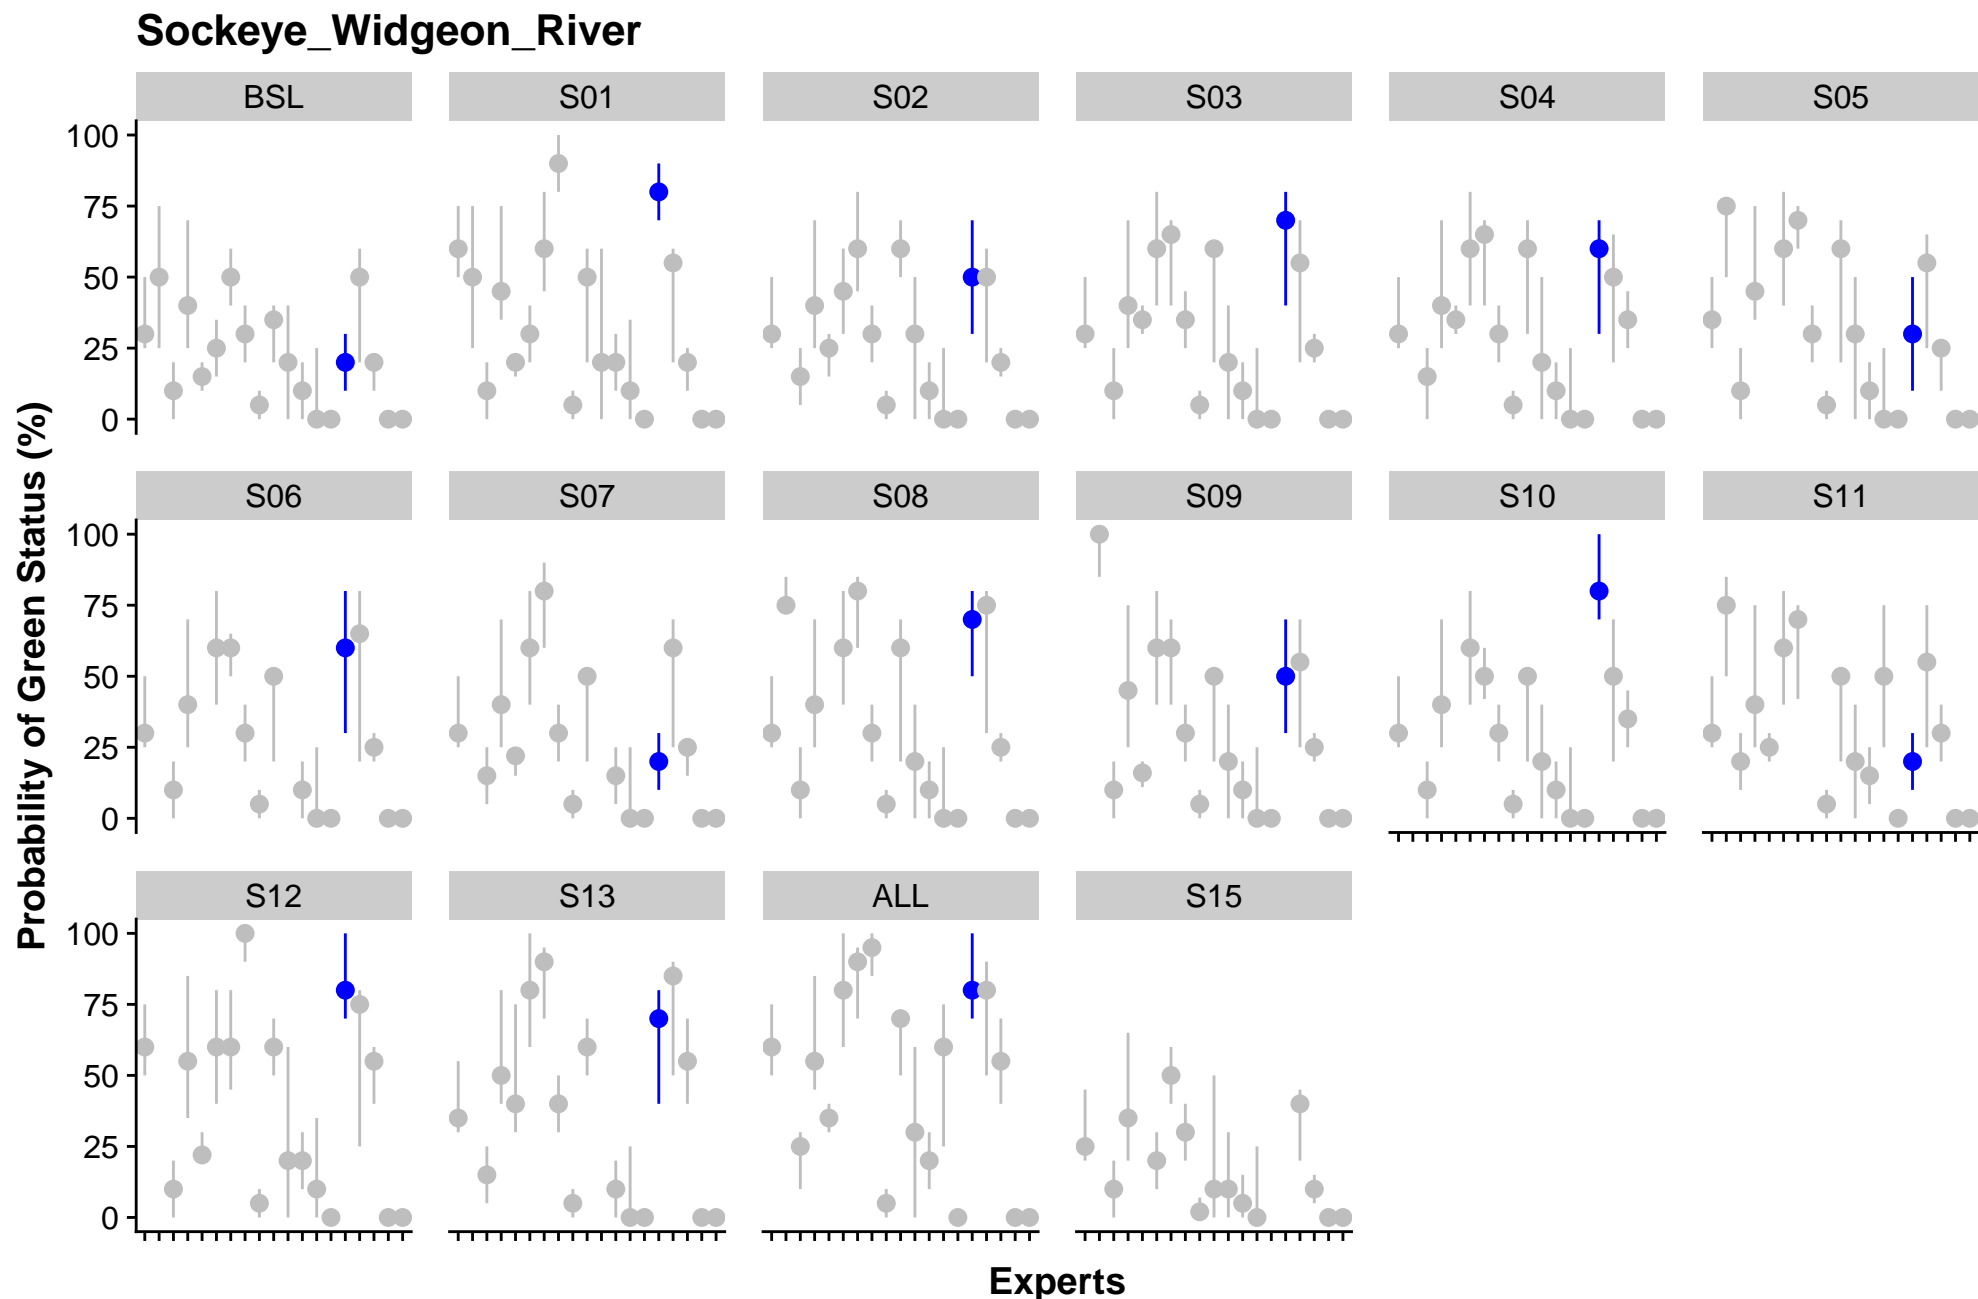 Sockeye_Widgeon_River
BSL S01 S02 S03 S04 S05
100
75
50
25
0
S06 S07 S08 S09 S10 S11
100
75
50
25
0
S12 S13 ALL S15
100
75
50
25
0
Probability of Green Status (%)
Experts